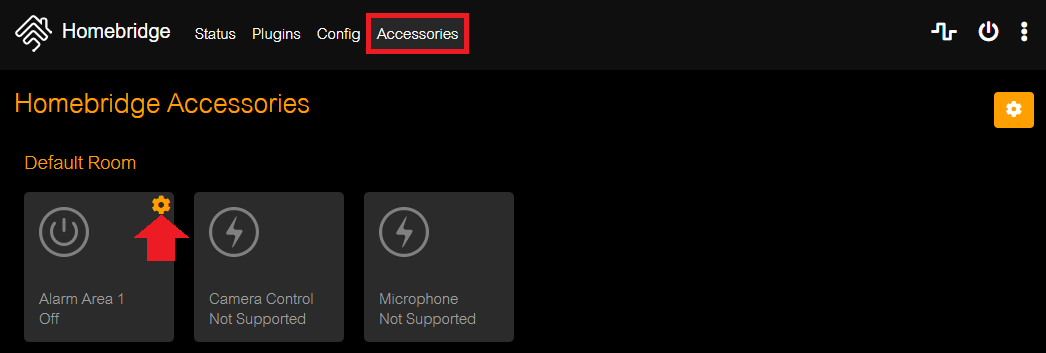 Homebridge Status Plugins Config Accessories
Homebridge Accessories
Default Room
Alarm Area 1
Off
Camera Control
Not Supported
Microphone
Not Supported